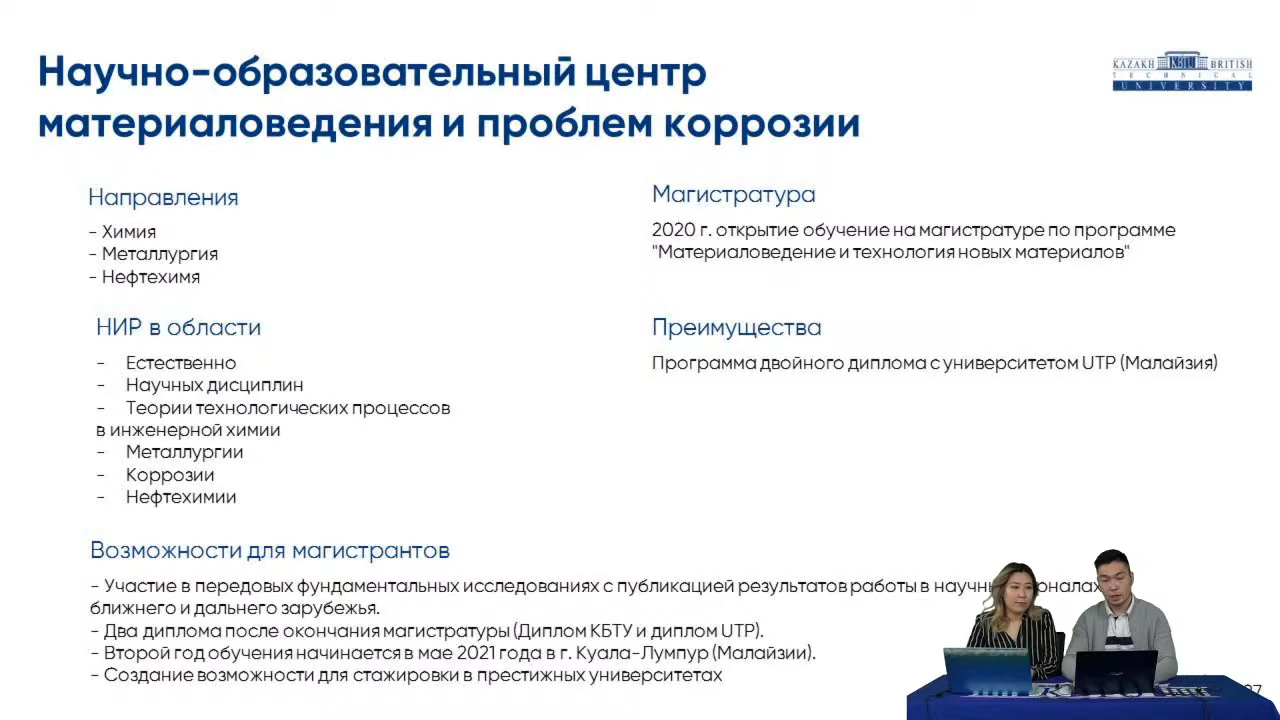 Научно-образовательный центр
материаловедения и проблем коррозии
KAZAKH KBTU BRITISH
TECHNICAL
UNIVERSITY
Направления
- Химия
- Металлургия
- Нефтехимя
НИР в области
- Естественно
- Научных дисциплин
- Теории технологических процессов
в инженерной химии
- Металлургии
- Коррозии
- Нефтехимии
Магистратура
2020 г. открытие обучение на магистратуре по программе
"Материаловедение и технология новых материалов"
Преимущества
Программа двойного диплома с университетом UTP (Малайзия)
Возможности для магистрантов
- Участие в передовых фундаментальных исследованиях с публикацией результатов работы в
ближнего и дальнего зарубежья.
- Два диплома после окончания магистратуры (Диплом КБТУ и диплом UTP).
- Второй год обучения начинается в мае 2021 года в г. Куала-Лумпур (Малайзии).
- Создание возможности для стажировки в престижных университетах